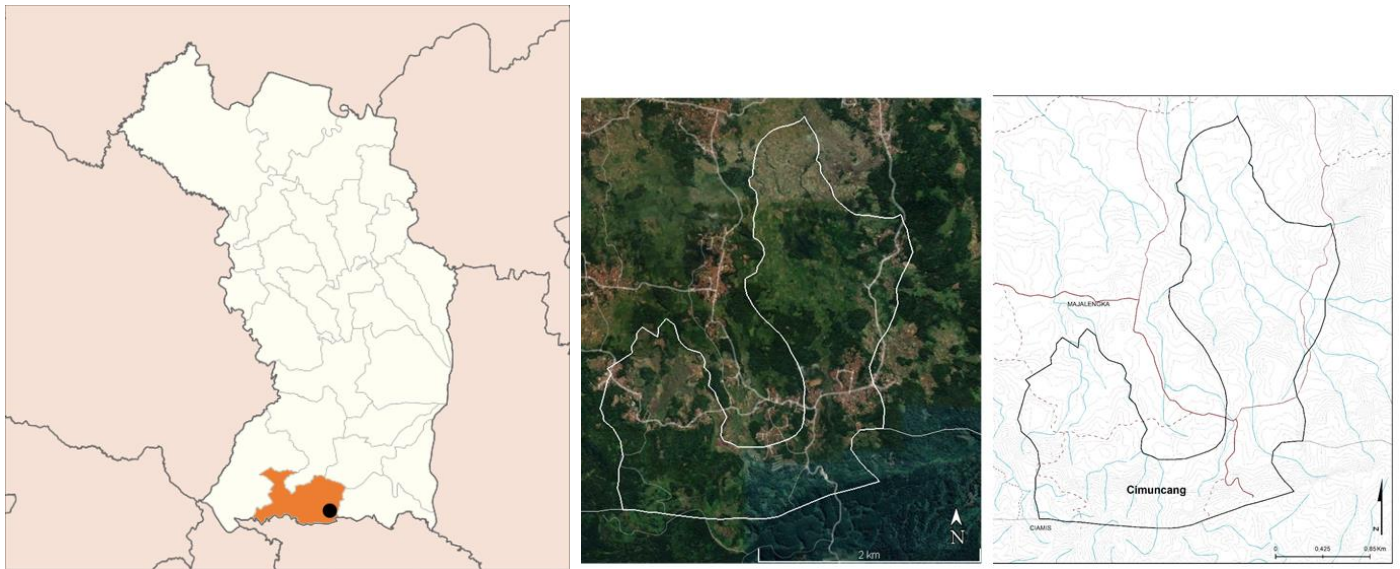 N
2 km
MAJALENGKA
Cimuncang
CIAMIS
N
0 0,425 0,85 Km